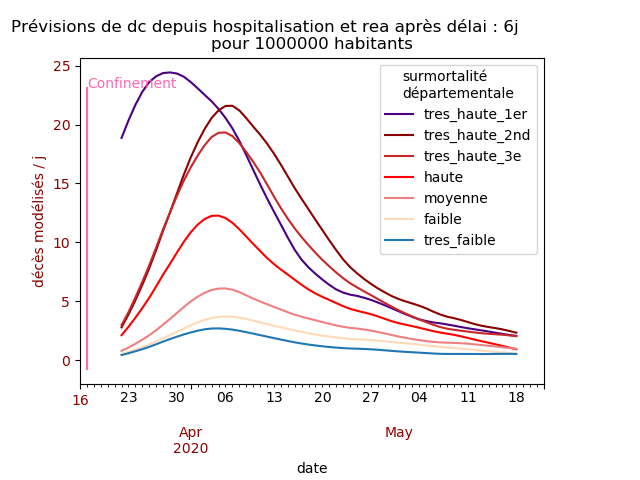 Prévisions de dc depuis hospitalisation et rea après délai : 6j
pour 1000000 habitants
Confinement
surmortalité
départementale
tres_haute_1er
tres_haute_2nd
tres_haute_3e
haute
moyenne
faible
tres_faible
décès modélisés / j
25
20
15
10
5
0
16 23 30 06 13 20 27 04 11 18
Apr May
2020
date